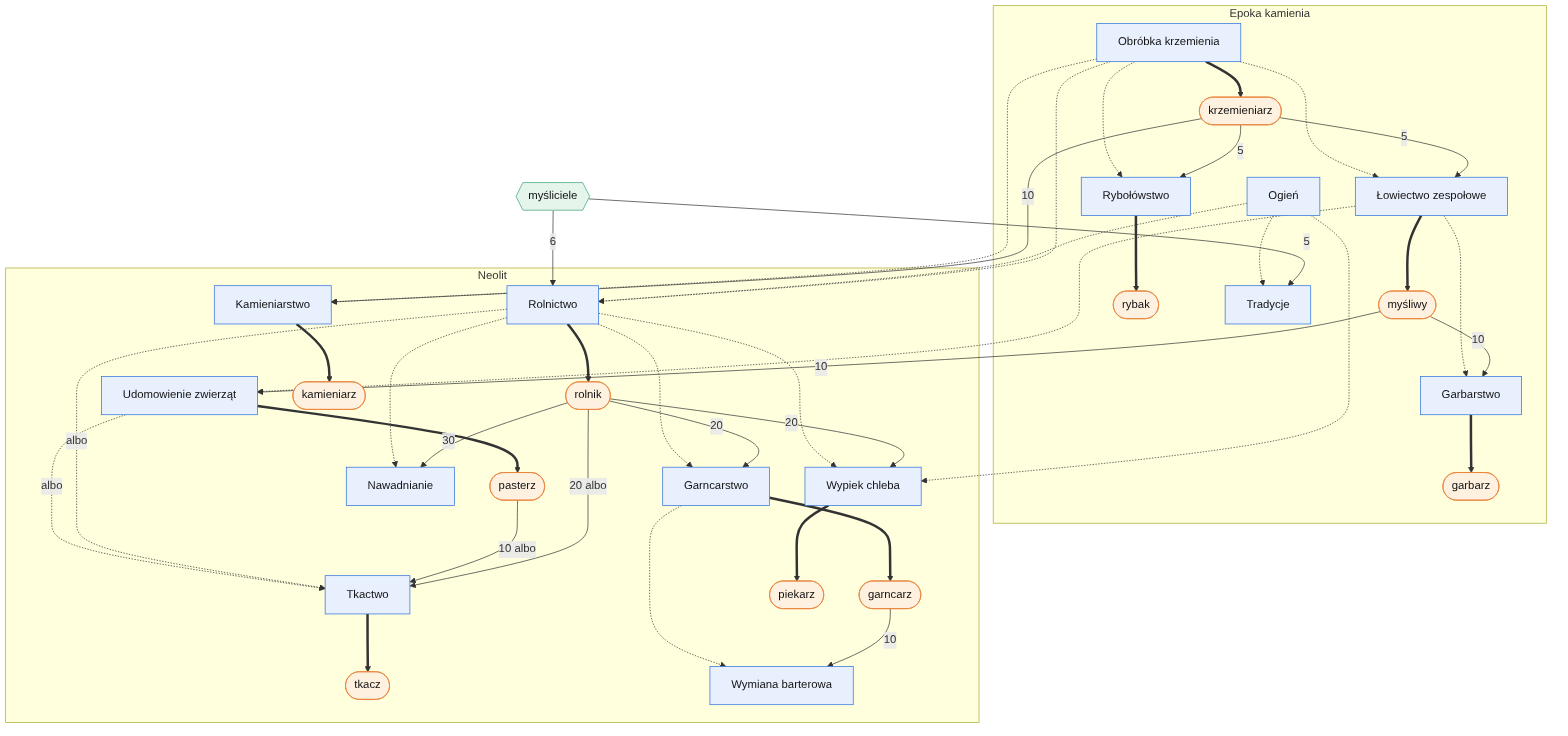 Epoka kamienia
Obróbka krzemienia
krzemieniarz
5
5
myśliciele
10
Rybołówstwo
Ogień
Łowiectwo zespołowe
6
5
Neolit
Kamieniarstwo
Rolnictwo
rybak
Tradycje
myśliwy
10
10
Udomowienie zwierząt
kamieniarz
rolnik
Garbarstwo
albo
30
20
20
albo
Nawadnianie
pasterz
20 albo
Garncarstwo
Wypiek chleba
garbarz
10 albo
Tkactwo
piekarz
garncarz
10
tkacz
Wymiana barterowa